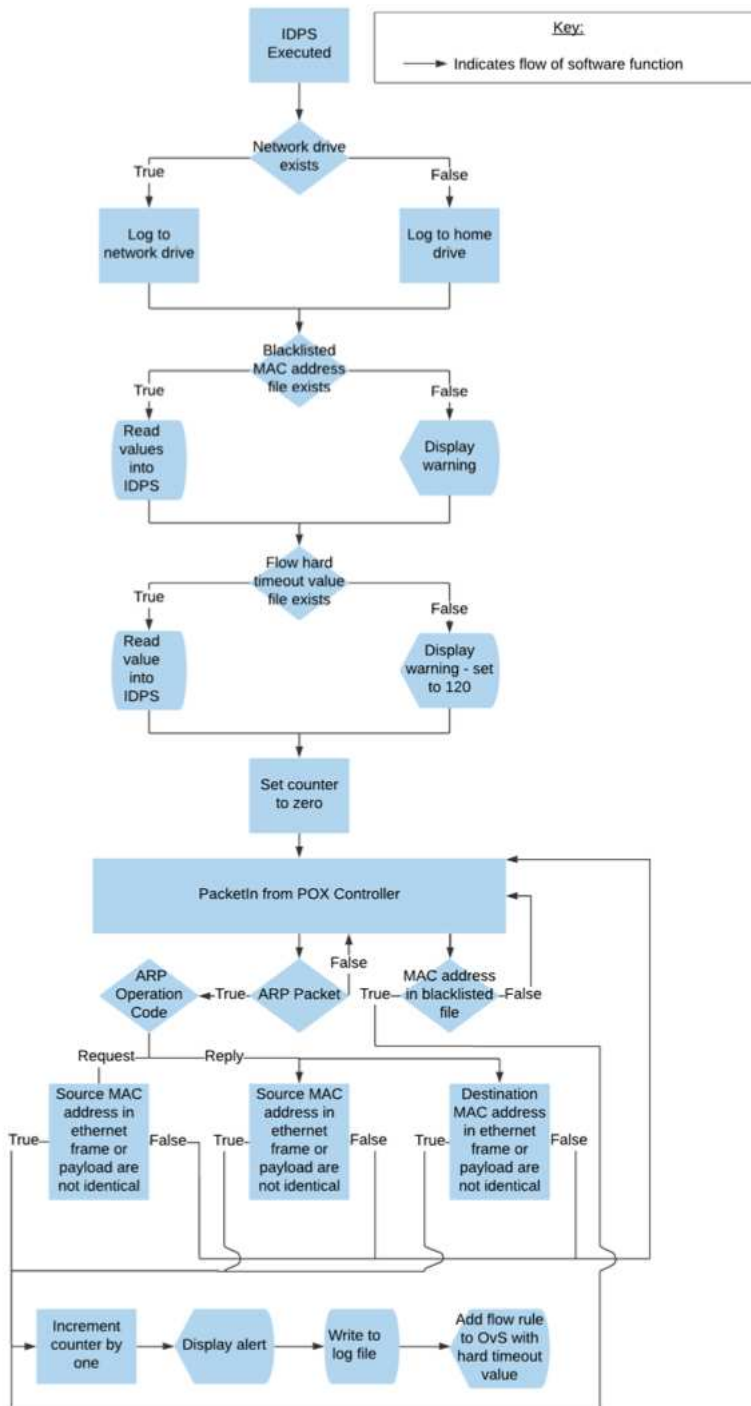 IDPS
Executed
Key:
Indicates flow of software function
Network drive
exists
True
False
Log to
network drive
Log to home
drive
Blacklisted
MAC address
file exists
True
False
Read
values
into
IDPS
Display
warning
Flow hard
timeout value
file exists
True
False
Read
value
into
IDPS
Display
warning - set
to 120
Set counter
to zero
PacketIn from POX Controller
ARP
Operation
Code
True
ARP Packet
False
MAC address
in blacklisted
file
True
False
Request
Reply
Source MAC
address in
ethernet
frame or
payload are
not identical
True
False
Source MAC
address in
ethernet
frame or
payload are
not identical
True
False
Destination
MAC address
in ethernet
frame or
payload are
not identical
True
False
Increment
counter by
one
Display alert
Write to
log file
Add flow rule
to OvS with
hard timeout
value